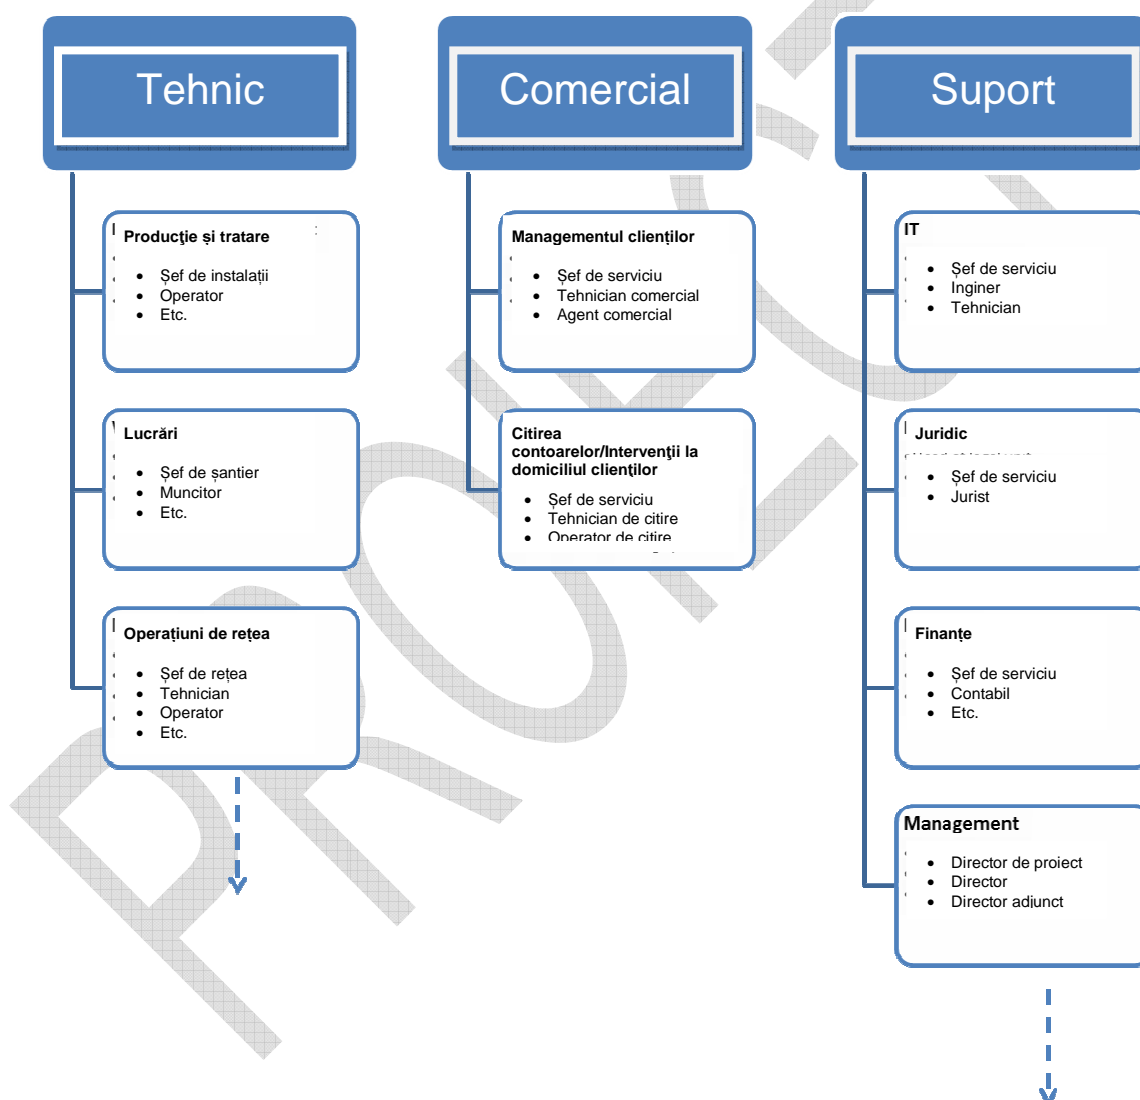 Tehnic
Producţie și tratare
• Șef de instalații
• Operator
• Etc.
Lucrări
• Șef de șantier
• Muncitor
• Etc.
Operațiuni de rețea
• Șef de rețea
• Tehnician
• Operator
• Etc.
Comercial
Managementul clienților
• Șef de serviciu
• Tehnician comercial
• Agent comercial
Citirea
contoarelor/Intervenţii la
domiciliul clienţilor
• Șef de serviciu
• Tehnician de citire
• Operator de citire
Suport
IT
• Șef de serviciu
• Inginer
• Tehnician
Juridic
• Șef de serviciu
• Jurist
Finanțe
• Șef de serviciu
• Contabil
• Etc.
Management
• Director de proiect
• Director
• Director adjunct